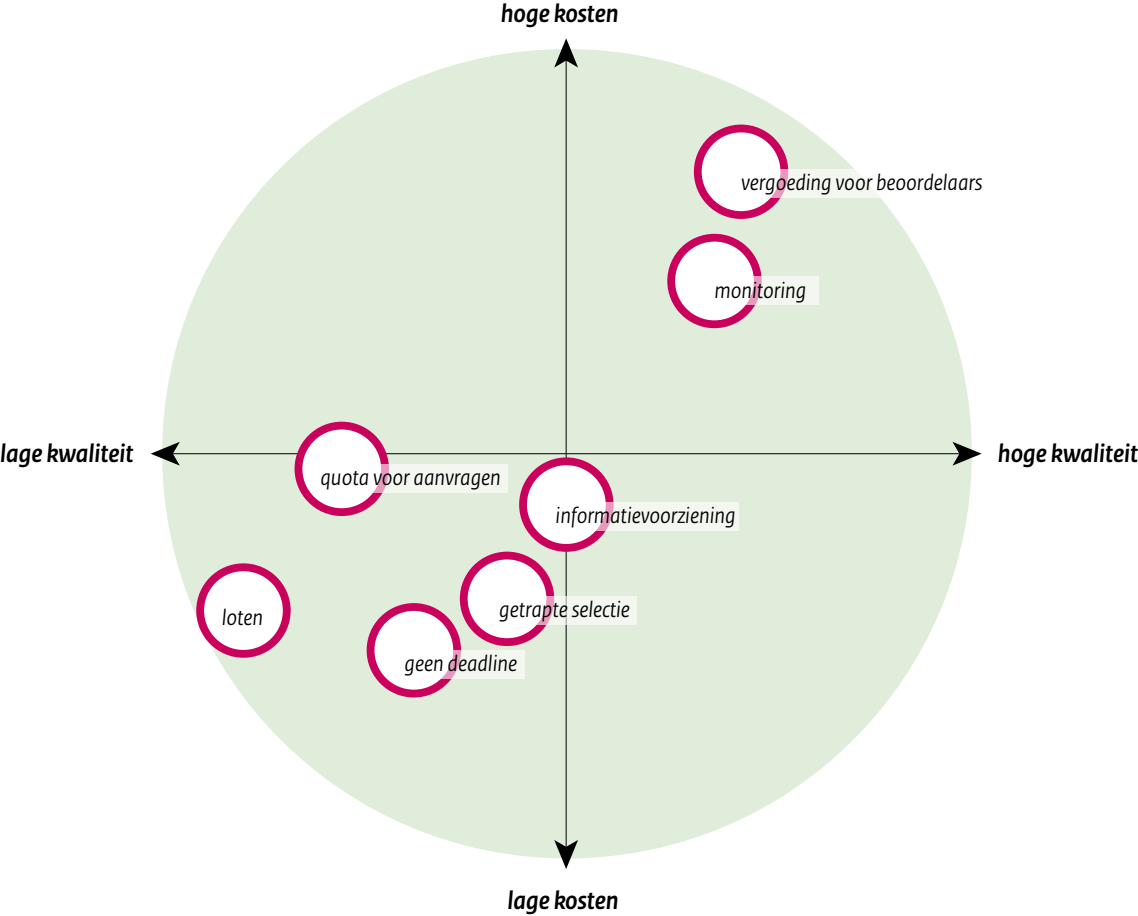 hoge kosten
vergoeding voor beoordelaars
monitoring
lage kwaliteit
hoge kwaliteit
quota voor aanvragen
informatievoorziening
getrapte selectie
loten
geen deadline
lage kosten